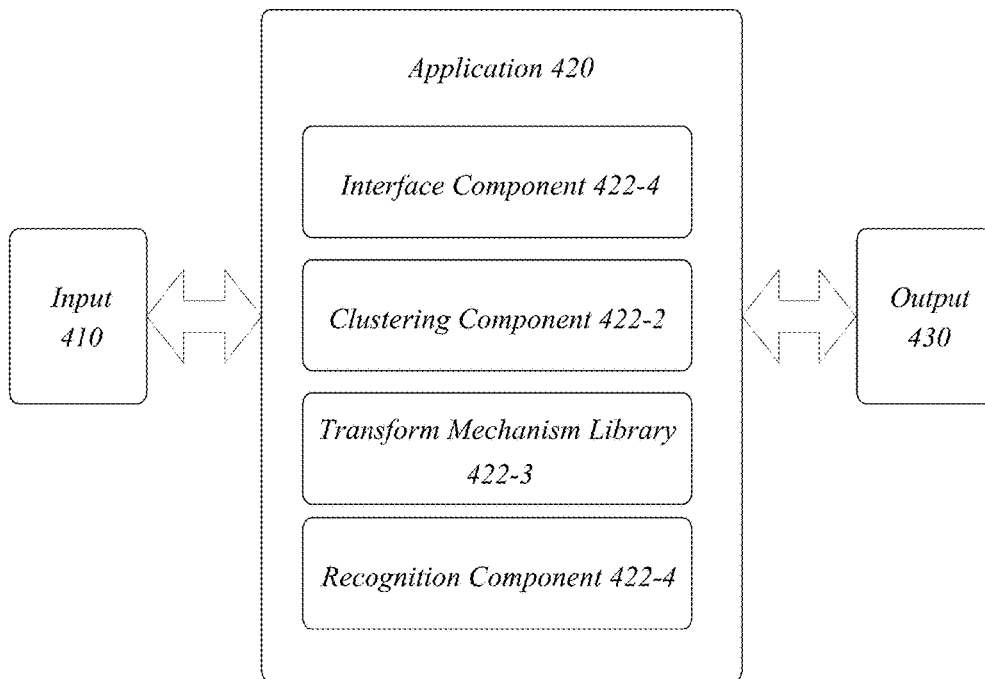 Application 420
Interface Component 422-4
Input
410
Clustering Component 422-2
Output
430
Transform Mechanism Library
422-3
Recognition Component 422-4